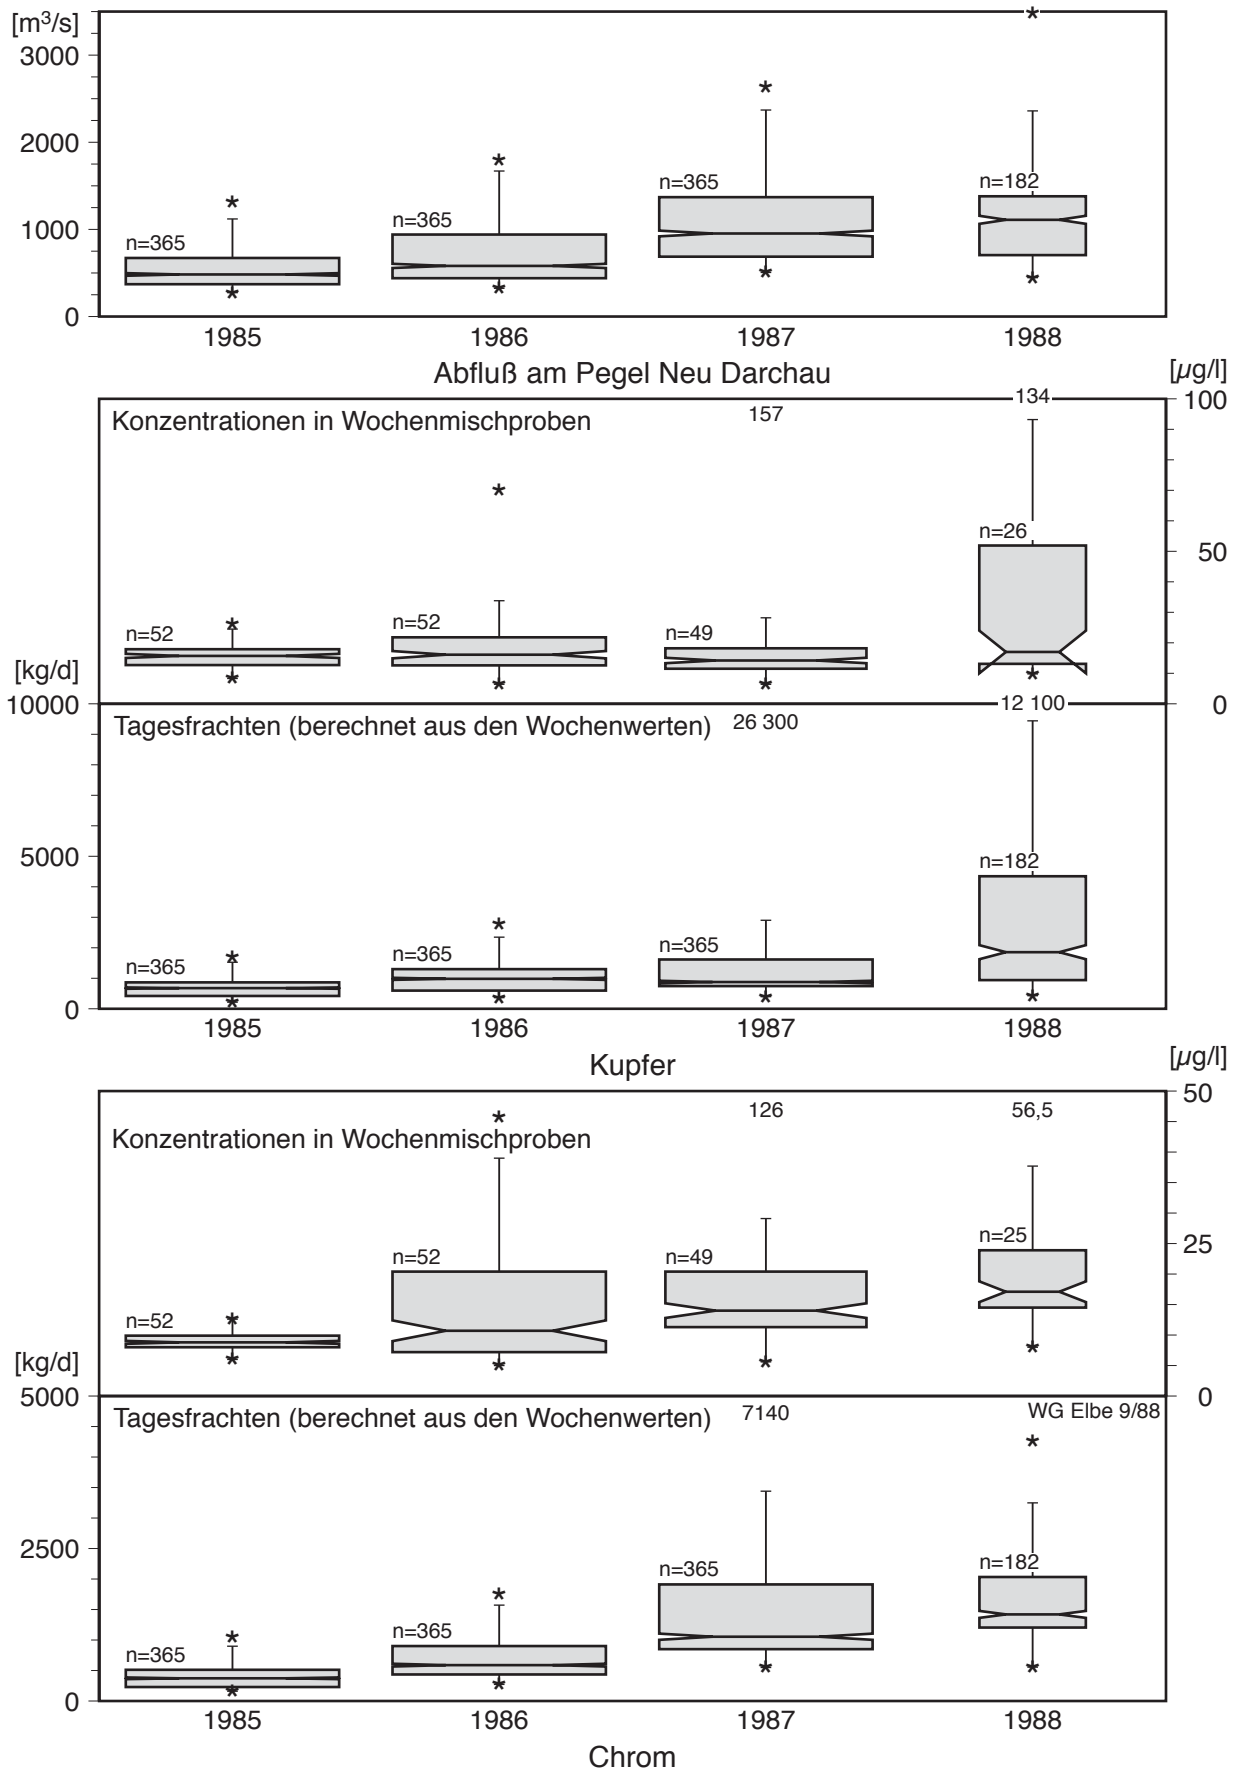 [m³/s]
3000
2000
1000
0
n=365
n=365
n=365
n=182
1985
1986
1987
1988
Abfluß am Pegel Neu Darchau
[µg/l]
100
50
0
134
157
Konzentrationen in Wochenmischproben
n=52
n=52
n=49
n=26
[kg/d]
10000
5000
0
12 100
26 300
Tagesfrachten (berechnet aus den Wochenwerten)
n=365
n=365
n=365
n=182
1985
1986
1987
1988
Kupfer
[µg/l]
50
25
0
126
56,5
Konzentrationen in Wochenmischproben
n=52
n=52
n=49
n=25
[kg/d]
5000
2500
0
Tagesfrachten (berechnet aus den Wochenwerten)
7140
WG Elbe 9/88
n=365
n=365
n=365
n=182
1985
1986
1987
1988
Chrom